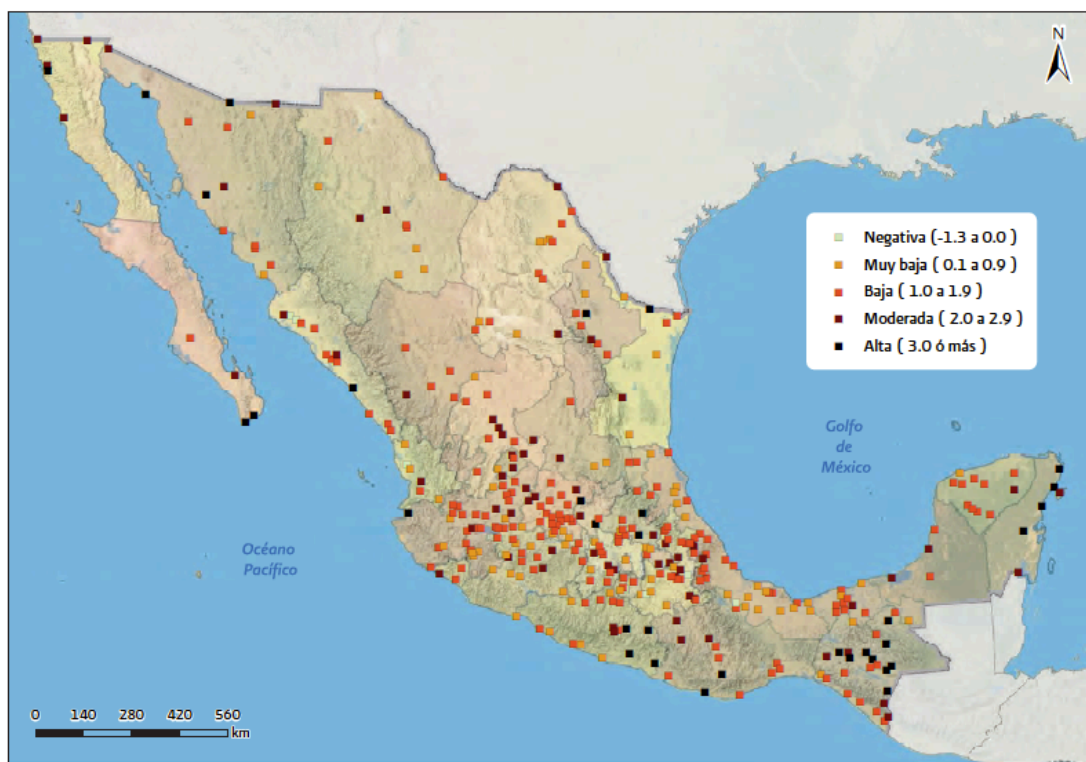 N
Negativa (-1.3 a 0.0 )
Muy baja ( 0.1 a 0.9)
Baja ( 1.0 a 1.9)
Moderada ( 2.0 a 2.9)
Alta ( 3.0 ó más )
Golfo
de
México
Océano
Pacífico
0 140 280 420 560
km